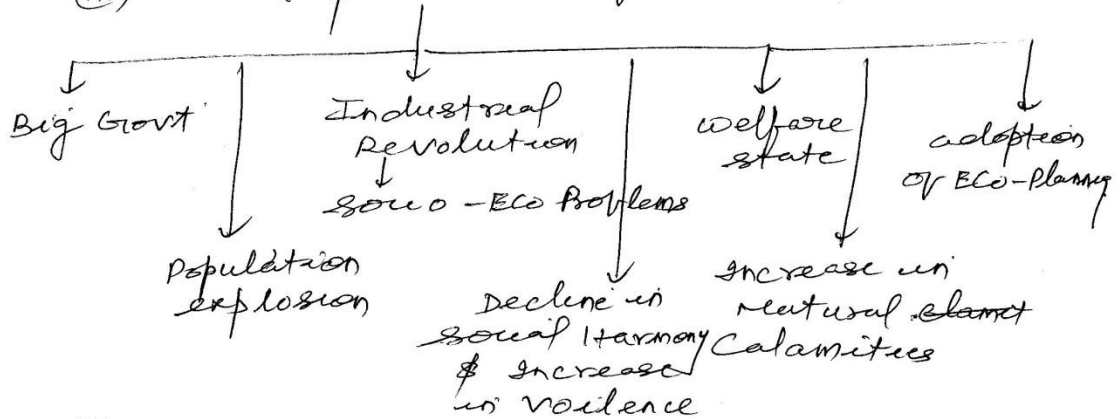 Big Govt
Population
explosion
Industrial
Revolution
Socio-Eco Problems
Decline in
Social Harmony
& Increase
in Voilence
welfare
state
Increase in
Natural
Calamities
adoption
of Eco-Planning